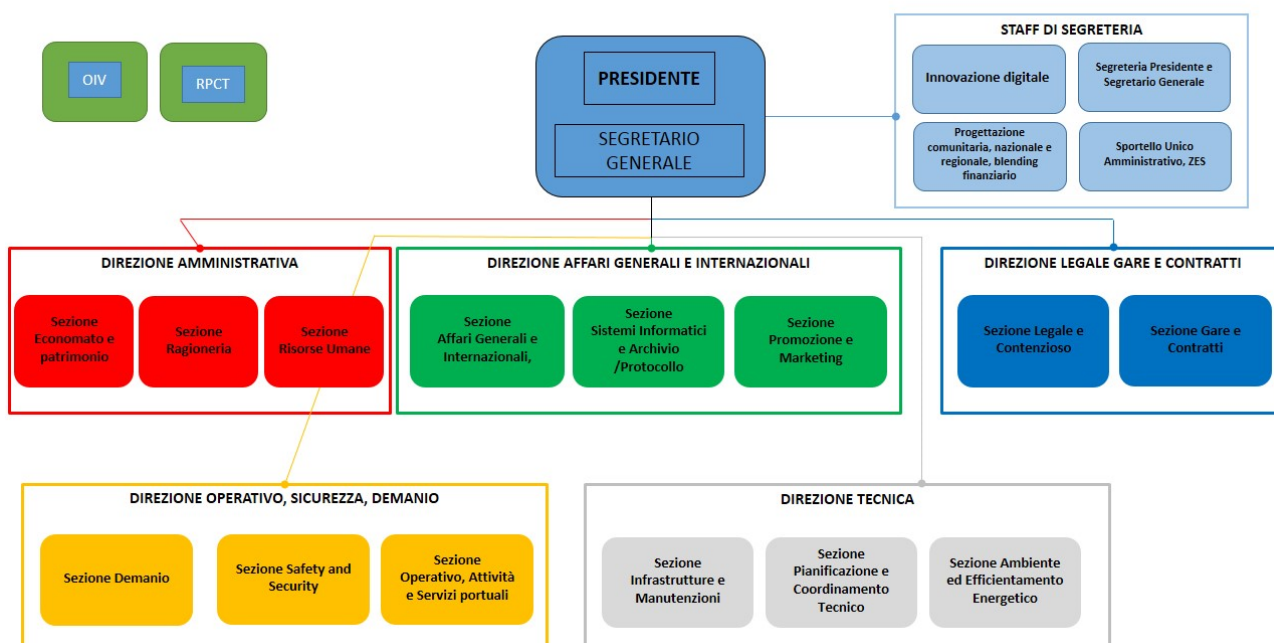 OIV
RPCT
PRESIDENTE
SEGRETARIO
GENERALE
STAFF DI SEGRETERIA
Innovazione digitale
Segreteria Presidente e
Segretario Generale
Progettazione
comunitaria, nazionale e
regionale, blending
finanziario
Sportello Unico
Amministrativo, ZES
DIREZIONE AMMINISTRATIVA
Sezione
Economato e
patrimonio
Sezione
Ragioneria
Sezione
Risorse Umane
DIREZIONE AFFARI GENERALI E INTERNAZIONALI
Sezione
Affari Generali e
Internazionali,
Sezione
Sistemi Informatici
e Archivio
/Protocollo
Sezione
Promozione e
Marketing
DIREZIONE LEGALE GARE E CONTRATTI
Sezione Legale e
Contenzioso
Sezione Gare e
Contratti
DIREZIONE OPERATIVO, SICUREZZA, DEMANIO
Sezione Demanio
Sezione Safety and
Security
Sezione
Operativo, Attività
e Servizi portuali
DIREZIONE TECNICA
Sezione
Infrastrutture e
Manutenzioni
Sezione
Pianificazione e
Coordinamento
Tecnico
Sezione Ambiente
ed Efficientamento
Energetico